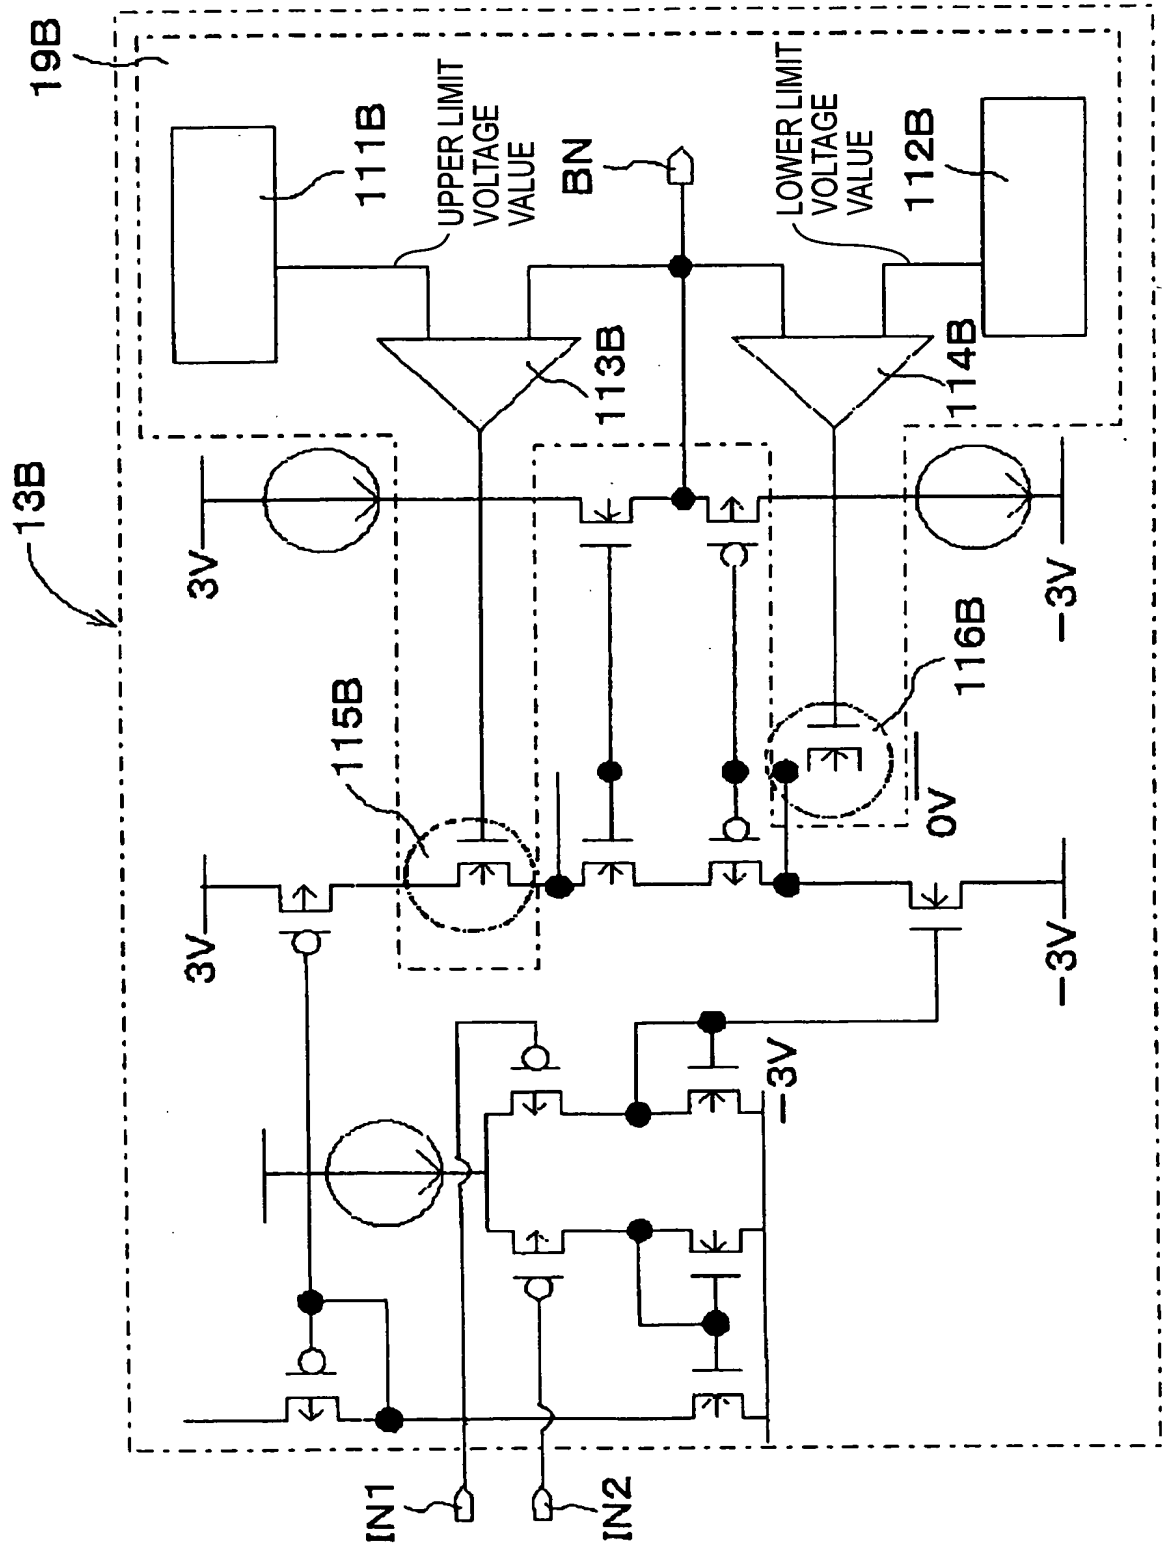 13B
19B
3V
3V
111B
UPPER LIMIT
VOLTAGE
VALUE
115B
113B
BN
IN1
IN2
LOWER LIMIT
VOLTAGE
VALUE
114B
112B
116B
0V
-3V
-3V
-3V